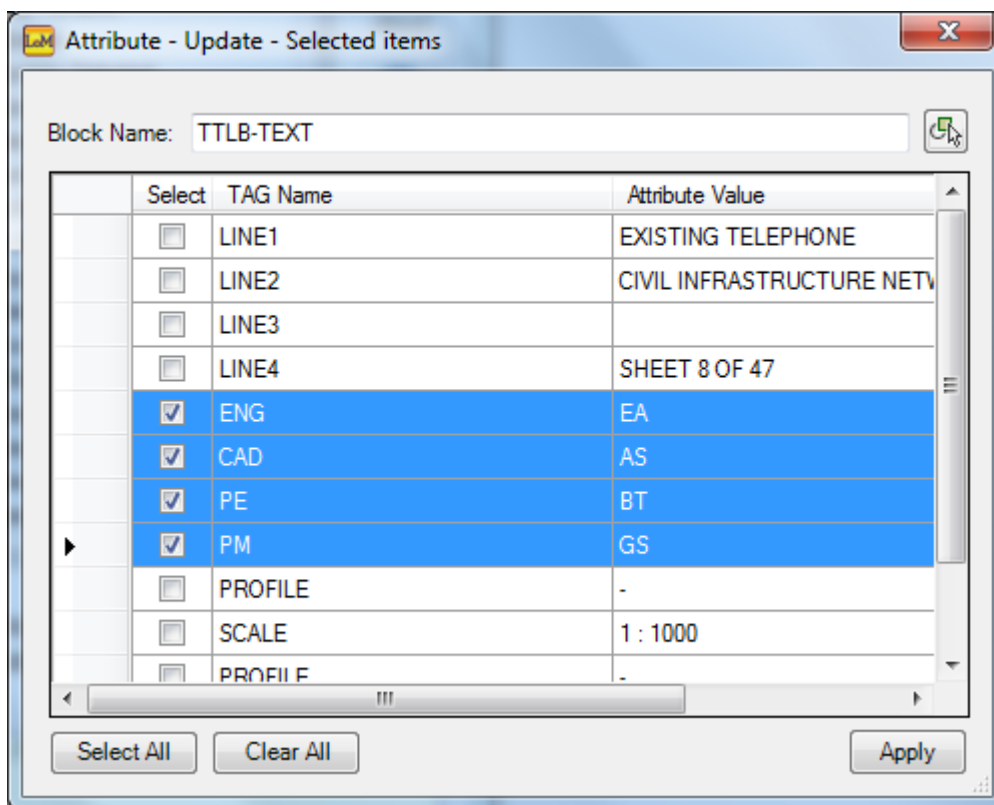 LaM Attribute - Update - Selected items
Block Name: TTLB-TEXT
Select TAG Name Attribute Value
LINE1 EXISTING TELEPHONE
LINE2 CIVIL INFRASTRUCTURE
LINE3
LINE4 SHEET 8 OF 47
ENG EA
CAD AS
PE BT
PM GS
PROFILE -
SCALE 1 : 1000
PROFILE -
Select All Clear All Apply